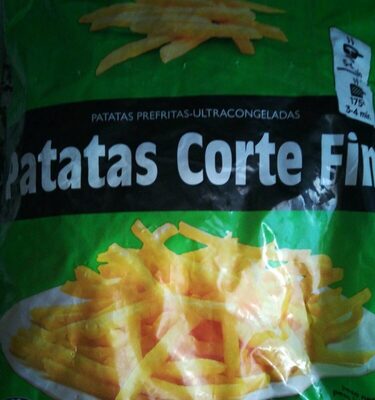 PATATAS PREFRITAS-ULTRACONGELADAS
Patatas Corte Fin
175°
3-4 min